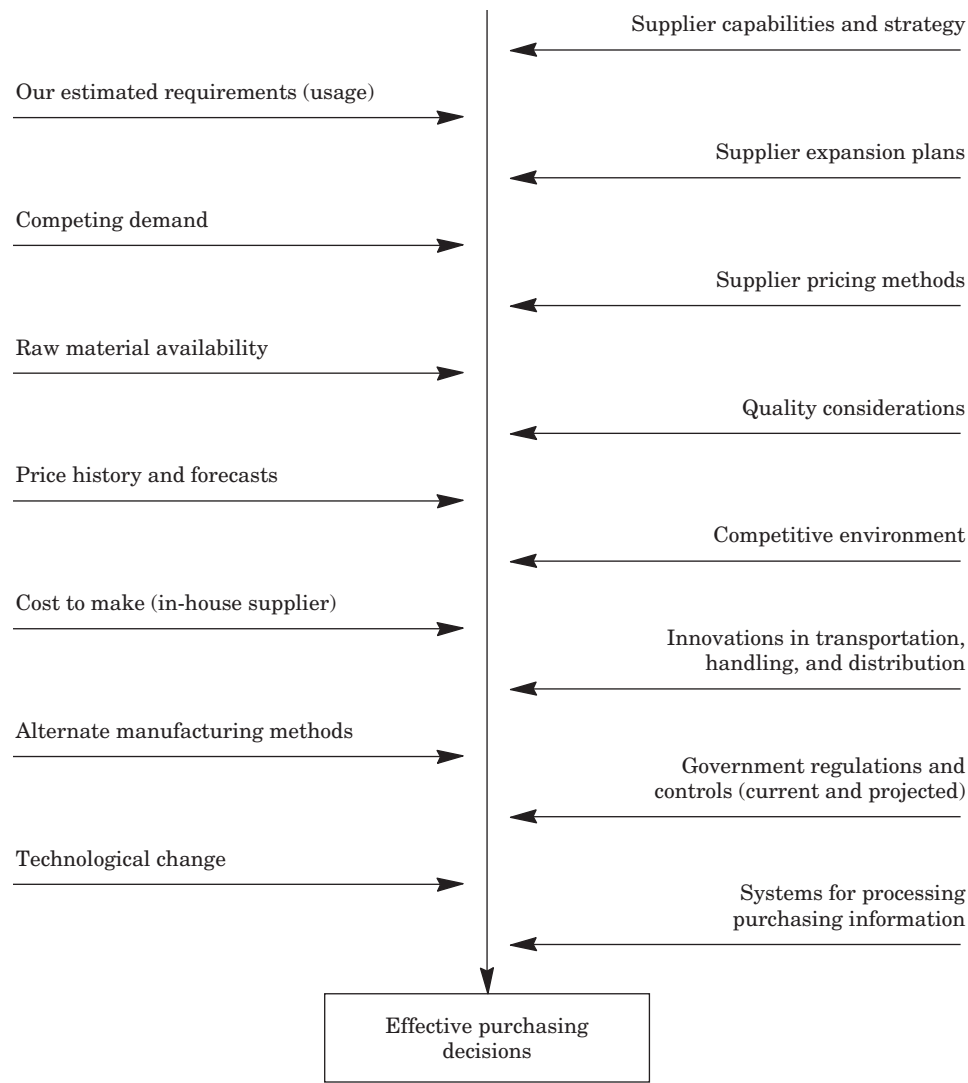 Supplier capabilities and strategy
Our estimated requirements (usage)
Supplier expansion plans
Competing demand
Supplier pricing methods
Raw material availability
Quality considerations
Price history and forecasts
Competitive environment
Cost to make (in-house supplier)
Innovations in transportation,
handling, and distribution
Alternate manufacturing methods
Government regulations and
controls (current and projected)
Technological change
Systems for processing
purchasing information
Effective purchasing
decisions